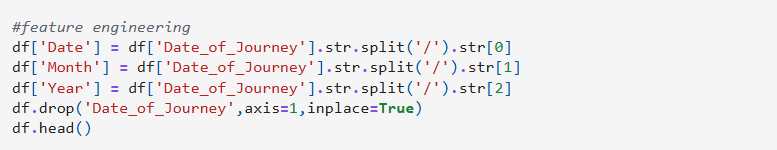 #feature engineering
df['Date'] = df['Date_of_Journey'].str.split('/').str[0]
df['Month'] = df['Date_of_Journey'].str.split('/').str[1]
df['Year'] = df['Date_of_Journey'].str.split('/').str[2]
df.drop('Date_of_Journey',axis=1,inplace=True)
df.head()